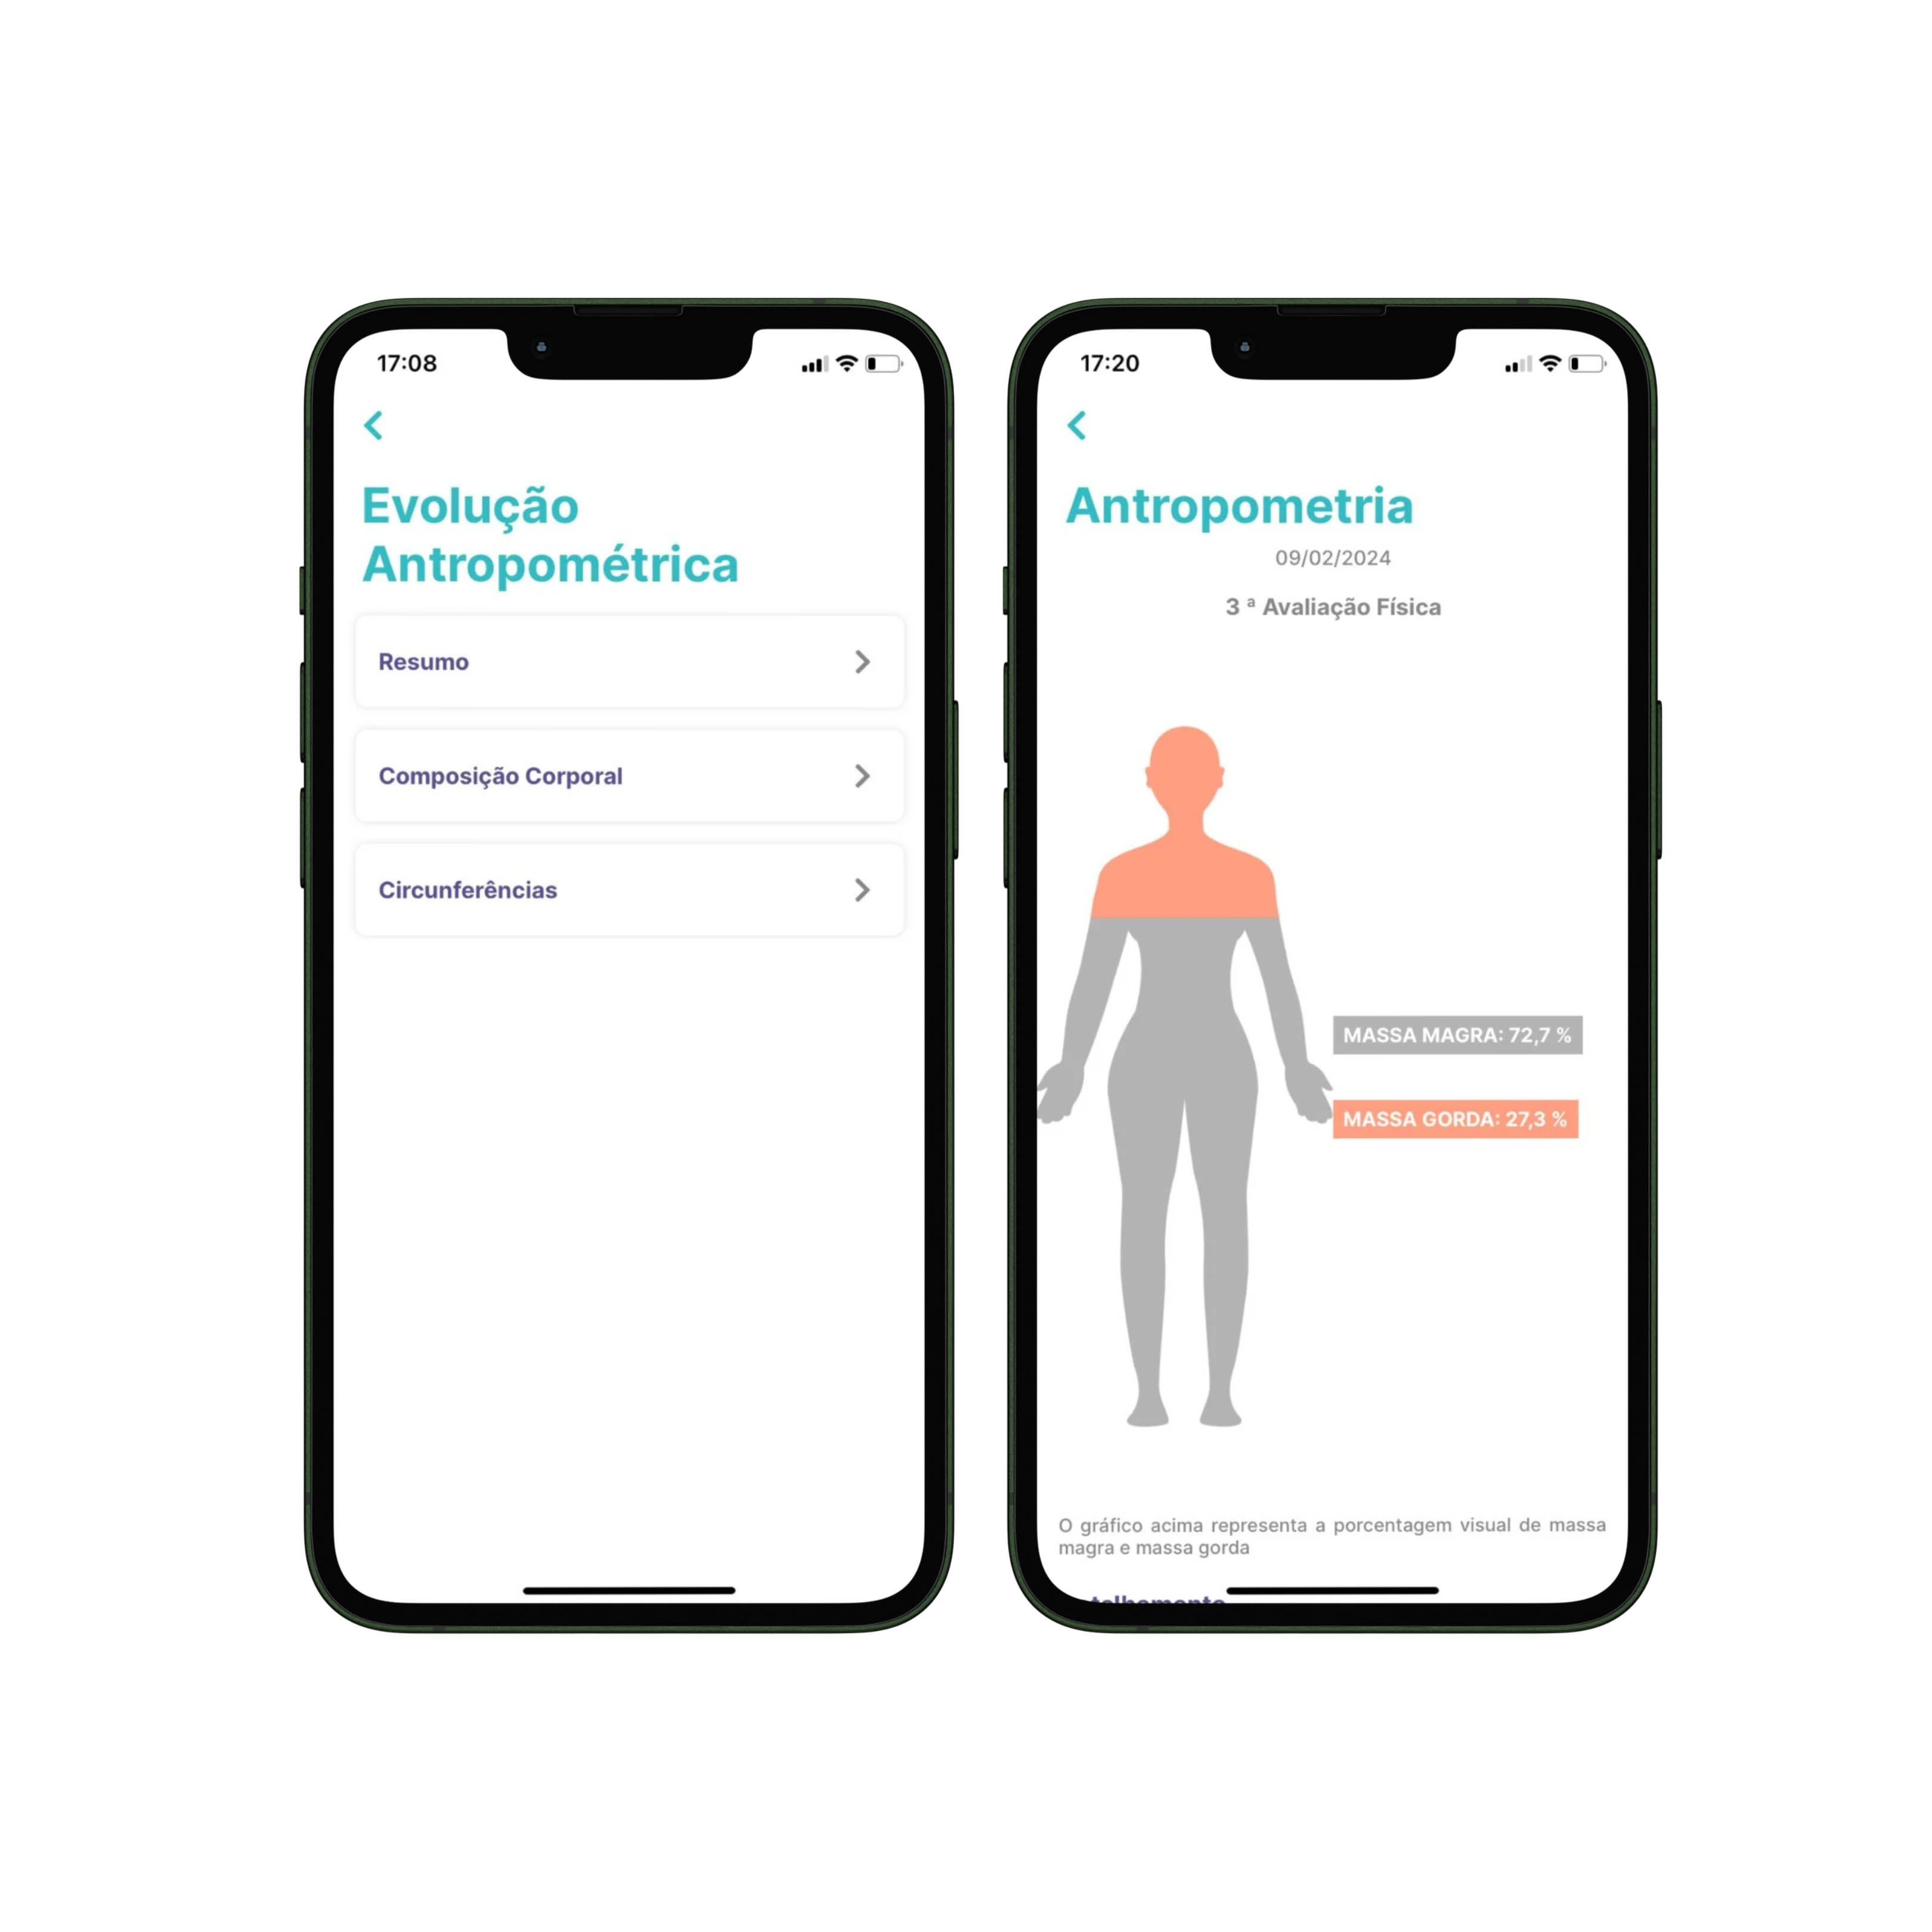 17:08
Evolução
Antropométrica
Resumo
Composição Corporal
Circunferências
17:20
Antropometria
09/02/2024
3 ª Avaliação Física
MASSA MAGRA: 72,7 %
MASSA GORDA: 27,3 %
O gráfico acima representa a porcentagem visual de massa
magra e massa gorda